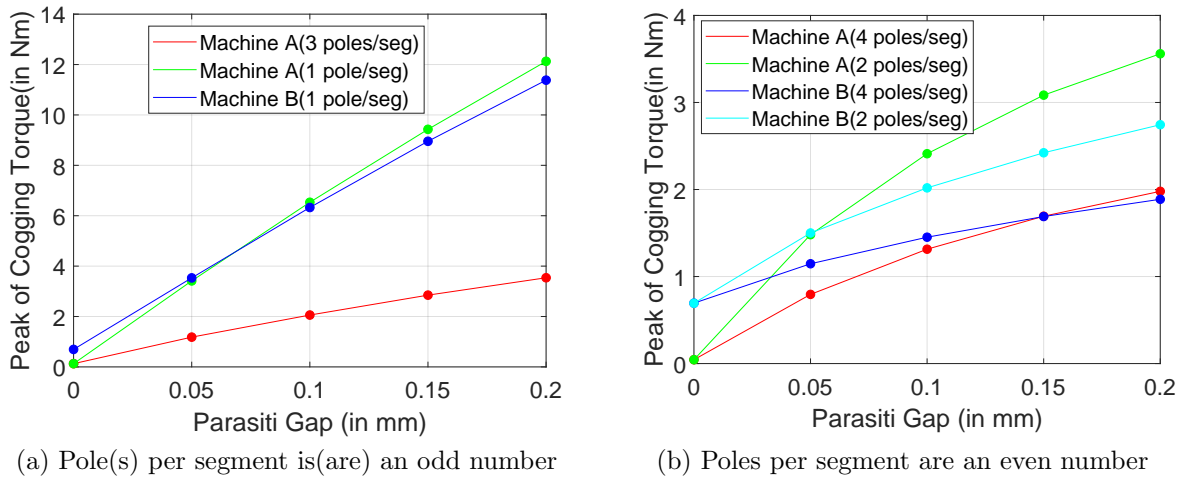 14
12
10
8
6
4
2
0
Peak of Cogging Torque(in Nm)
Machine A(3 poles/seg)
Machine A(1 pole/seg)
Machine B(1 pole/seg)
0 0.05 0.1 0.15 0.2
Parasiti Gap (in mm)
(a) Pole(s) per segment is(are) an odd number
4
3
2
1
0
Peak of Cogging Torque(in Nm)
Machine A(4 poles/seg)
Machine A(2 poles/seg)
Machine B(4 poles/seg)
Machine B(2 poles/seg)
0 0.05 0.1 0.15 0.2
Parasiti Gap (in mm)
(b) Poles per segment are an even number